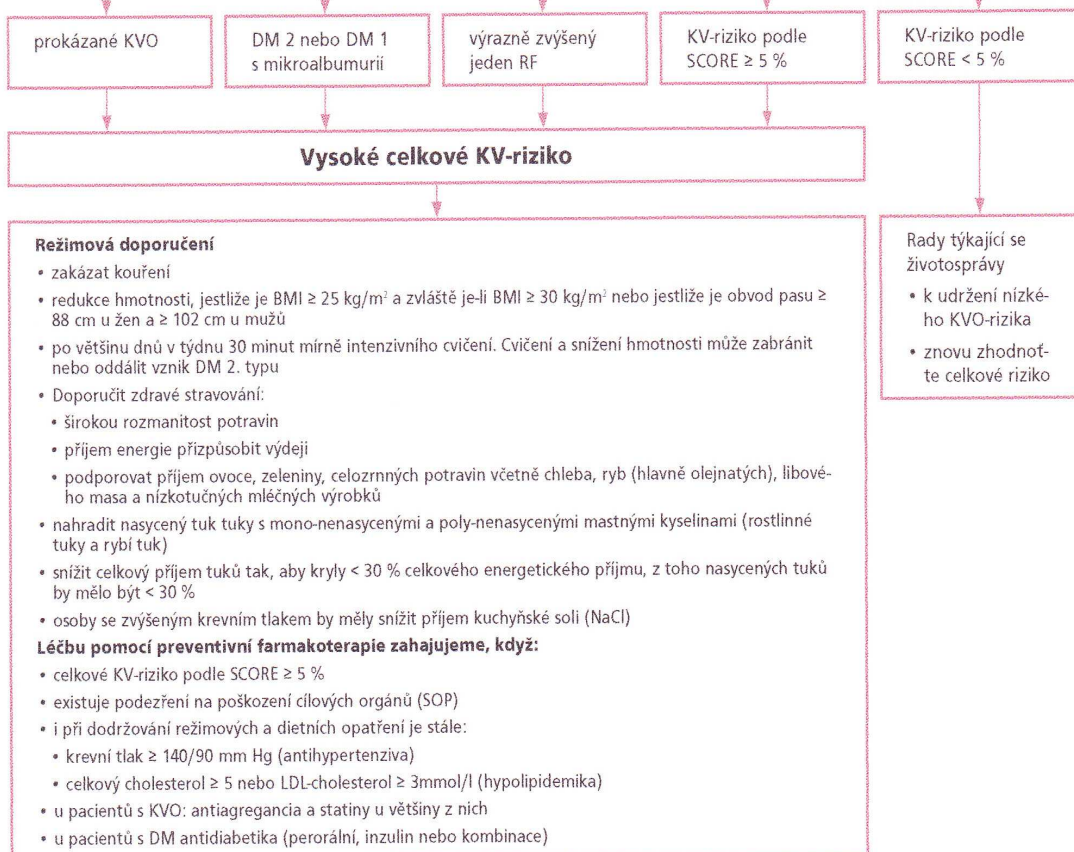 prokázané KVO
DM 2 nebo DM 1
s mikroalbumurií
výrazně zvýšený
jeden RF
KV-riziko podle
SCORE ≥ 5 %
KV-riziko podle
SCORE < 5 %
Vysoké celkové KV-riziko
Režimová doporučení
• zakázat kouření
• redukce hmotnosti, jestliže je BMI ≥ 25 kg/m² a zvláště je-li BMI ≥ 30 kg/m² nebo jestliže je obvod pasu ≥
88 cm u žen a ≥ 102 cm u mužů
• po většinu dnů v týdnu 30 minut mírně intenzivního cvičení. Cvičení a snížení hmotnosti může zabránit
nebo oddálit vznik DM 2. typu
• Doporučit zdravé stravování:
• širokou rozmanitost potravin
• příjem energie přizpůsobit výdeji
• podporovat příjem ovoce, zeleniny, celozrnných potravin včetně chleba, ryb (hlavně olejnatých), libové-
ho masa a nízkotučných mléčných výrobků
• nahradit nasycený tuk tuky s mono-nenasycenými a poly-nenasycenými mastnými kyselinami (rostlinné
tuky a rybí tuk)
• snížit celkový příjem tuků tak, aby kryly < 30 % celkového energetického příjmu, z toho nasycených tuků
by mělo být < 30 %
• osoby se zvýšeným krevním tlakem by měly snížit příjem kuchyňské soli (NaCl)
Léčbu pomocí preventivní farmakoterapie zahajujeme, když:
• celkové KV-riziko podle SCORE ≥ 5 %
• existuje podezření na poškození cílových orgánů (SOP)
• i při dodržování režimových a dietních opatření je stále:
• krevní tlak ≥ 140/90 mm Hg (antihypertenziva)
• celkový cholesterol ≥ 5 nebo LDL-cholesterol ≥ 3mmol/l (hypolipidemika)
• u pacientů s KVO: antiagregancia a statiny u většiny z nich
• u pacientů s DM antidiabetika (perorální, inzulin nebo kombinace)
Rady týkající se
životosprávy
• k udržení nízké-
ho KVO-rizika
• znovu zhodnoť-
te celkové riziko